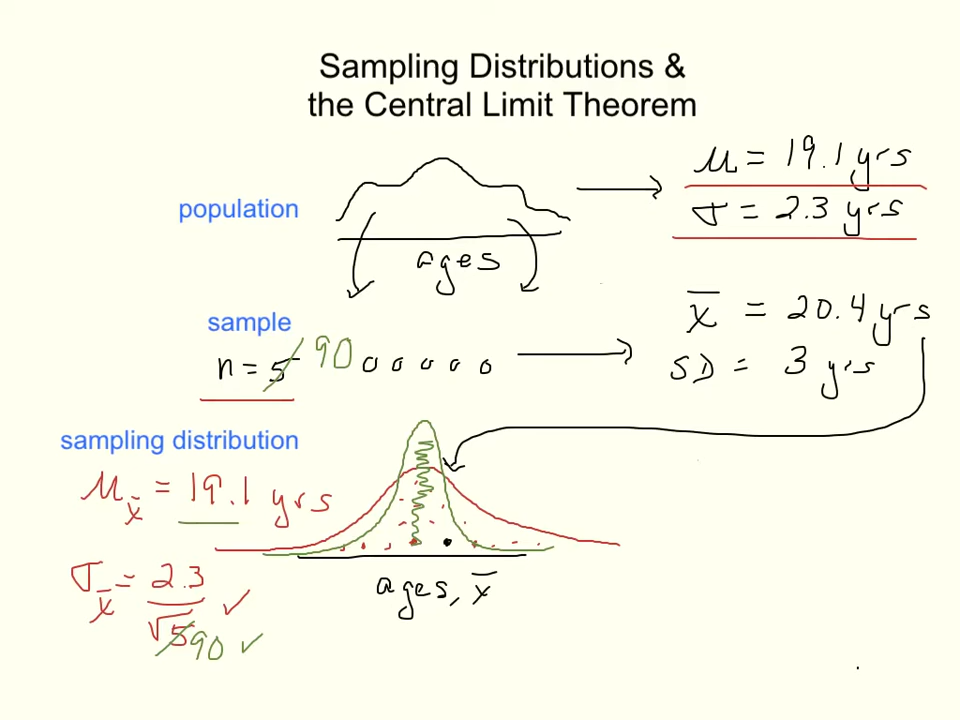 Sampling Distributions &
the Central Limit Theorem
μ = 19.1 yrs
population
σ = 2.3 yrs
ages
x̄ = 20.4 yrs
sample
n = 5 90
SD = 3 yrs
sampling distribution
μx̄ = 19.1 yrs
σx̄ = 2.3
√5 90
ages, x̄